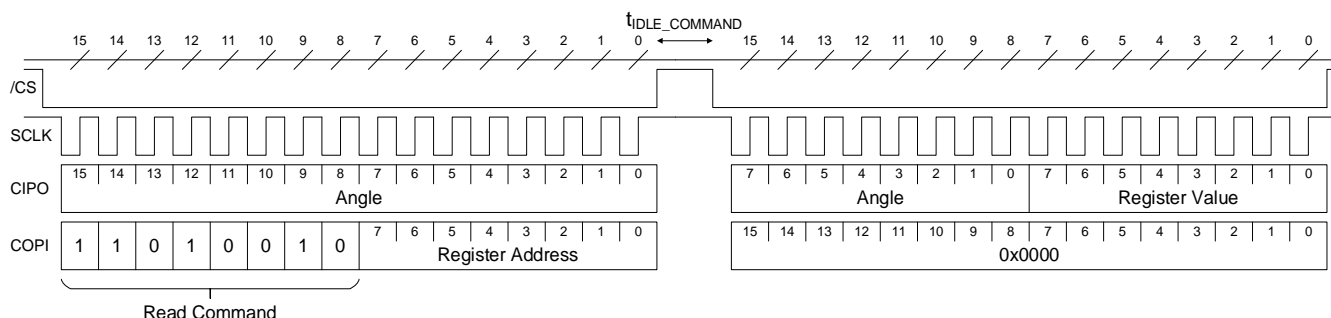 tIDLE_COMMAND
15 14 13 12 11 10 9 8 7 6 5 4 3 2 1 0 15 14 13 12 11 10 9 8 7 6 5 4 3 2 1 0
/CS
SCLK
15 14 13 12 11 10 9 8 7 6 5 4 3 2 1 0 7 6 5 4 3 2 1 0 7 6 5 4 3 2 1 0
CIPO Angle Angle Register Value
7 6 5 4 3 2 1 0 15 14 13 12 11 10 9 8 7 6 5 4 3 2 1 0
COPI 1 1 0 1 0 0 1 0 Register Address 0x0000
Read Command